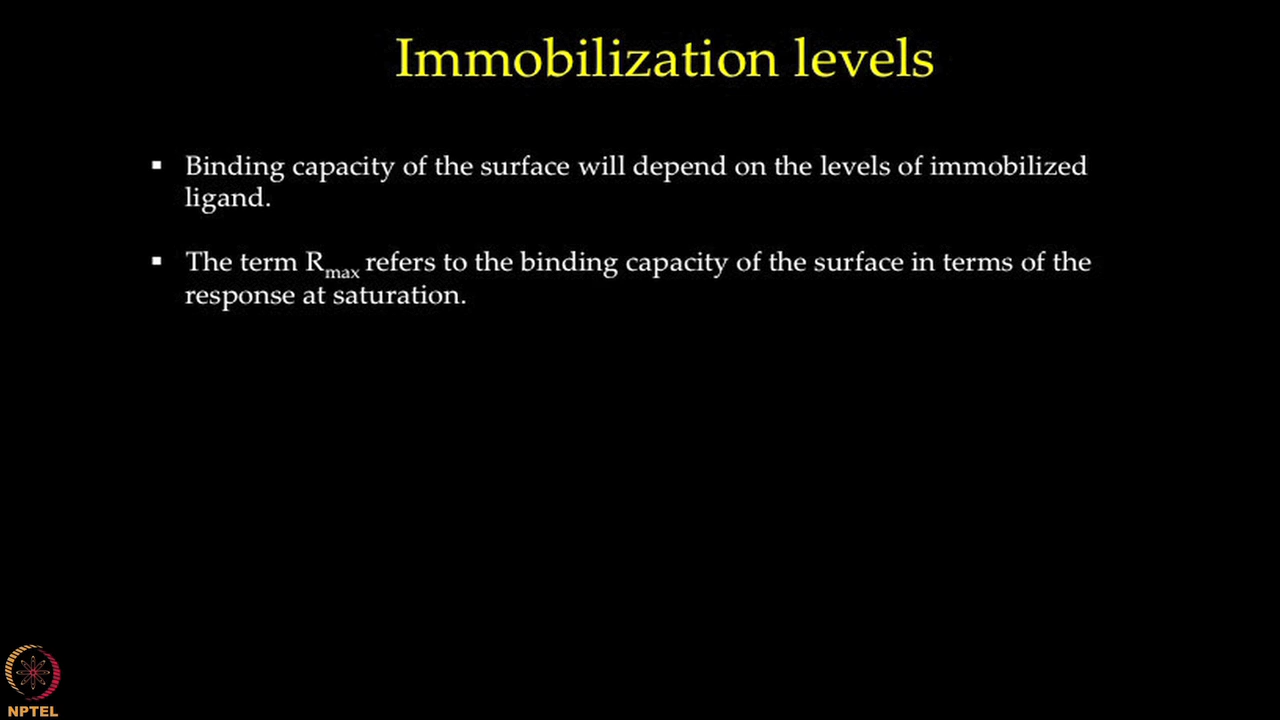 Immobilization levels
▪ Binding capacity of the surface will depend on the levels of immobilized
ligand.
▪ The term Rmax refers to the binding capacity of the surface in terms of the
response at saturation.
NPTEL